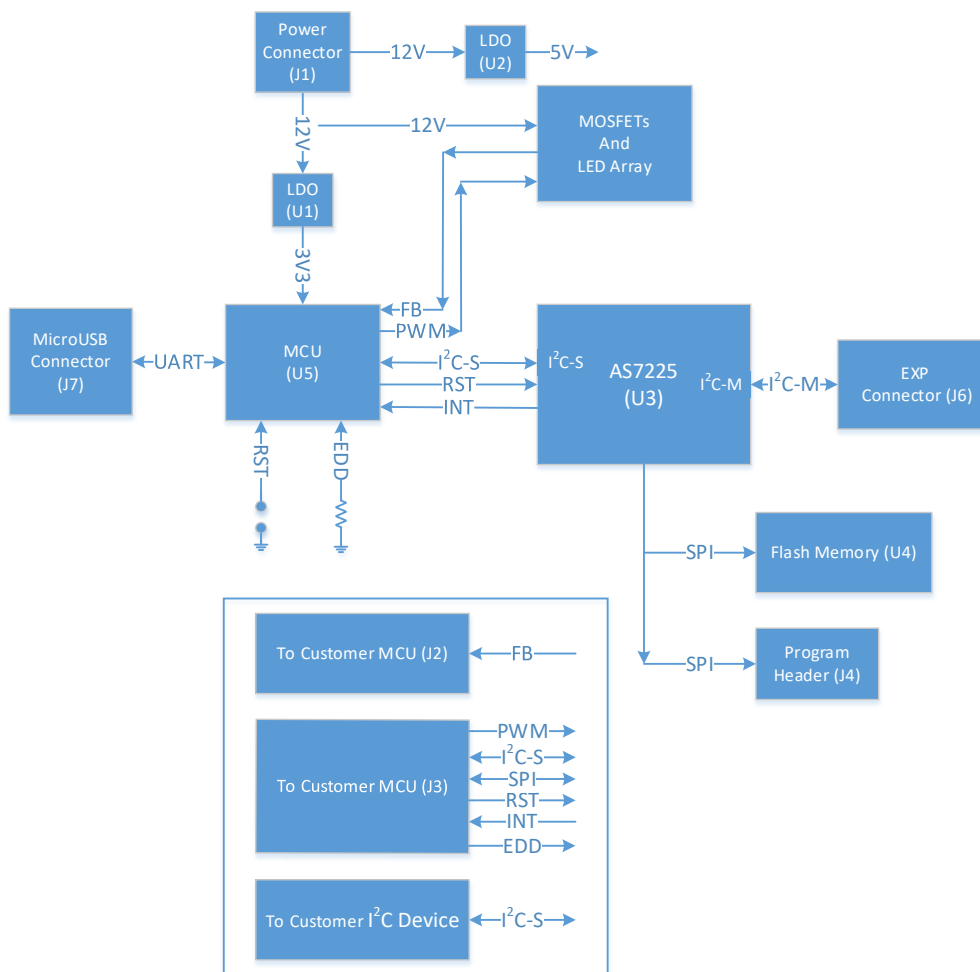 Power
Connector
(J1)
12V
LDO
(U2)
5V
12V
12V
MOSFETs
And
LED Array
LDO
(U1)
3V3
FB
PWM
MicroUSB
Connector
(J7)
UART
MCU
(U5)
I²C-S
RST
INT
I²C-S
AS7225
(U3)
I²C-M
I²C-M
EXP
Connector (J6)
RST
EDD
SPI
Flash Memory (U4)
SPI
Program
Header (J4)
To Customer MCU (J2)
FB
To Customer MCU (J3)
PWM
I²C-S
SPI
RST
INT
EDD
To Customer I²C Device
I²C-S